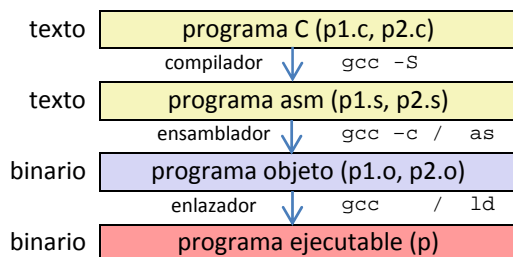 texto programa C (p1.c, p2.c)
compilador gcc -S
texto programa asm (p1.s, p2.s)
ensamblador gcc -c / as
binario programa objeto (p1.o, p2.o)
enlazador gcc / ld
binario programa ejecutable (p)